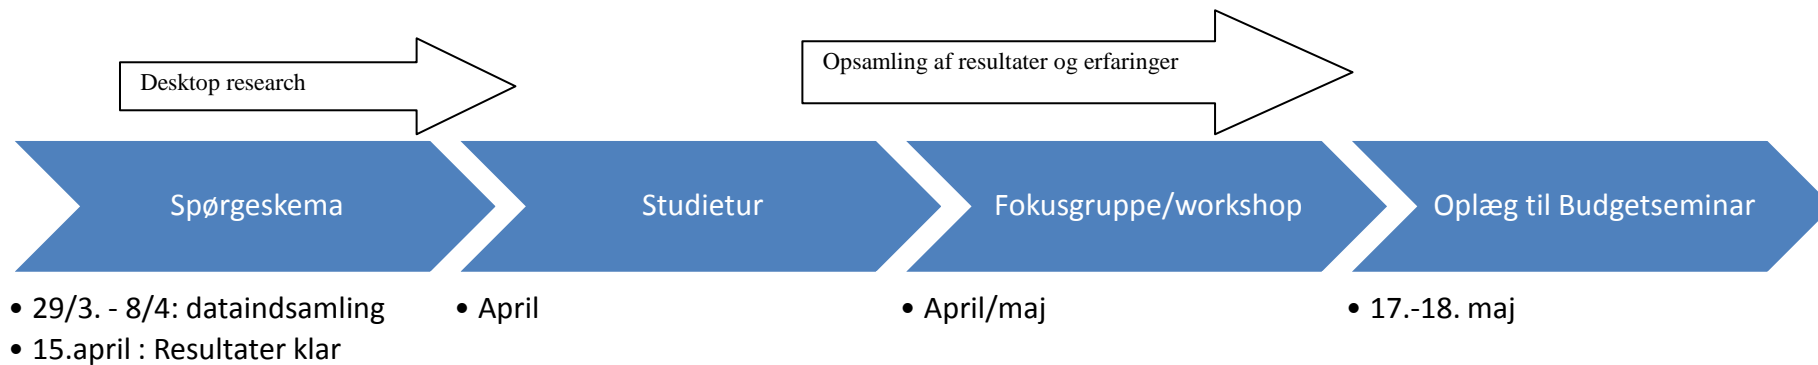 Desktop research
Opsamling af resultater og erfaringer
Spørgeskema
Studietur
Fokusgruppe/workshop
Oplæg til Budgetseminar
• 29/3. - 8/4: dataindsamling
• 15.april : Resultater klar
• April
• April/maj
• 17.-18. maj